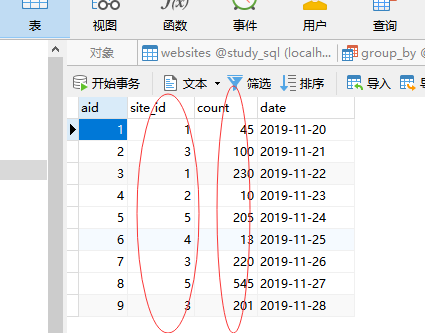 表 视图 函数 事件 用户 查询
对象 websites @study_sql (localh... group_by @
开始事务 文本 筛选 排序 导入
aid site_id count date
1 1 45 2019-11-20
2 3 100 2019-11-21
3 1 230 2019-11-22
4 2 10 2019-11-23
5 5 205 2019-11-24
6 4 13 2019-11-25
7 3 220 2019-11-26
8 5 545 2019-11-27
9 3 201 2019-11-28